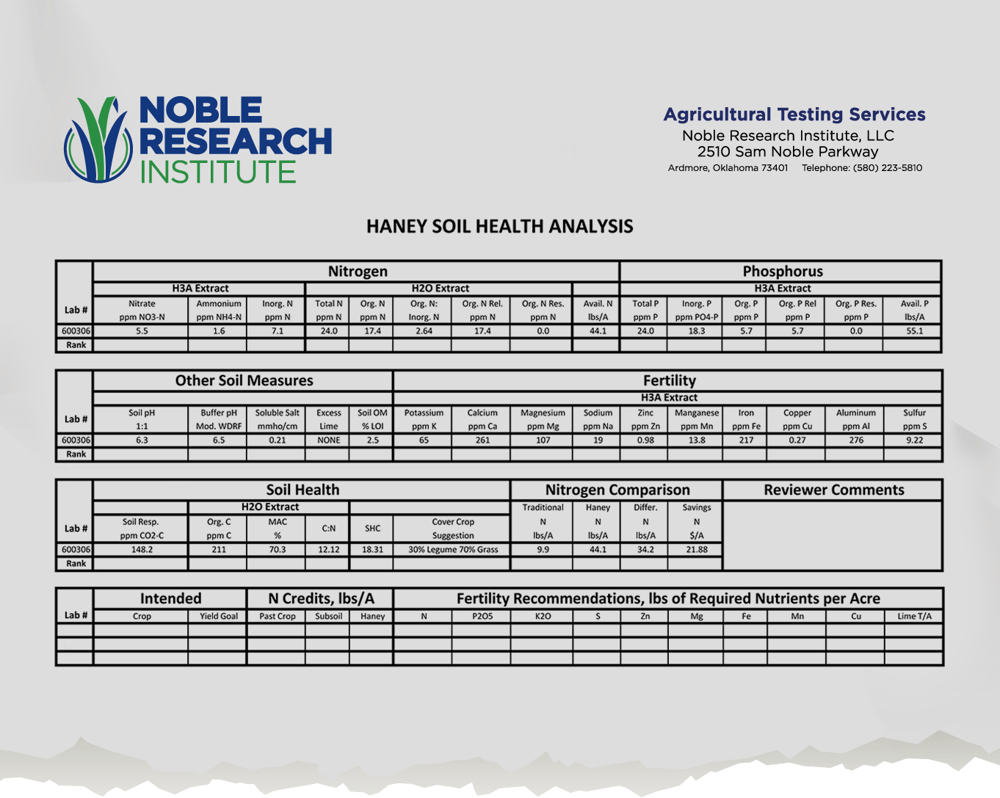 NOBLE
RESEARCH
INSTITUTE
Agricultural Testing Services
Noble Research Institute, LLC
2510 Sam Noble Parkway
Ardmore, Oklahoma 73401 Telephone: (580) 223-5810
HANEY SOIL HEALTH ANALYSIS
Nitrogen Phosphorus
H3A Extract H2O Extract H3A Extract
Lab #
Nitrate Ammonium Inorg. N Total N Org. N Org. N: Org. N Rel. Org. N Res. Avail. N Total P Inorg. P Org. P Org. P Rel Org. P Res. Avail. P
ppm NO3-N ppm NH4-N ppm N ppm N ppm N Inorg. N ppm N ppm N lbs/A ppm P ppm PO4-P ppm P ppm P ppm P lbs/A
600306 5.5 1.6 7.1 24.0 17.4 2.64 17.4 0.0 44.1 24.0 18.3 5.7 5.7 0.0 55.1
Rank
Other Soil Measures Fertility
H3A Extract
Lab #
Soil pH Buffer pH Soluble Salt Excess Soil OM Potassium Calcium Magnesium Sodium Zinc Manganese Iron Copper Aluminum Sulfur
1:1 Mod. WDRF mmho/cm Lime % LOI ppm K ppm Ca ppm Mg ppm Na ppm Zn ppm Mn ppm Fe ppm Cu ppm Al ppm S
600306 6.3 6.5 0.21 NONE 2.5 65 261 107 19 0.98 13.8 217 0.27 276 9.22
Rank
Soil Health Nitrogen Comparison Reviewer Comments
H2O Extract Traditional Haney Differ. Savings
Lab #
Soil Resp. Org. C MAC C:N SHC Cover Crop N N N N
ppm CO2-C ppm C % Suggestion lbs/A lbs/A lbs/A $/A
600306 148.2 211 70.3 12.12 18.31 30% Legume 70% Grass 9.9 44.1 34.2 21.88
Rank
Intended N Credits, lbs/A Fertility Recommendations, lbs of Required Nutrients per Acre
Lab # Crop Yield Goal Past Crop Subsoil Haney N P2O5 K2O S Zn Mg Fe Mn Cu Lime T/A